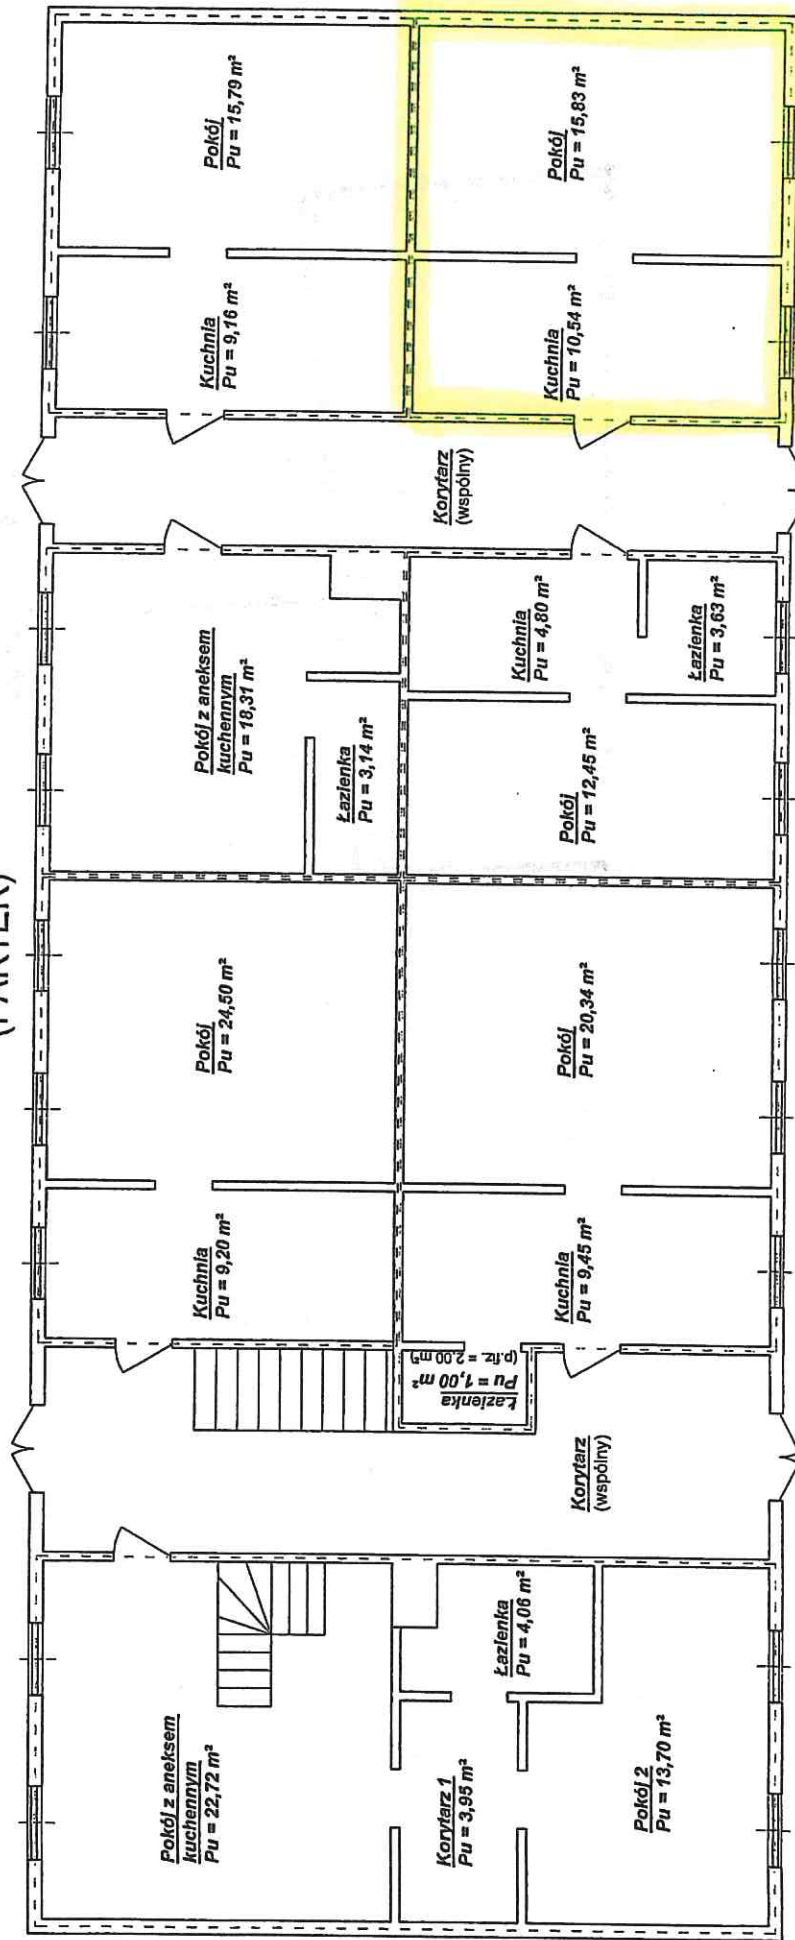 (PARTER)
Pokój z aneksem
kuchennym
Pu = 22,72 m²
Korytarz 1
Pu = 3,95 m²
Łazienka
Pu = 4,06 m²
Pokój 2
Pu = 13,70 m²
Korytarz
(wspólny)
Łazienka
Pu = 1,00 m²
(p.fiz. = 2,00 m²)
Kuchnia
Pu = 9,20 m²
Pokój
Pu = 24,50 m²
Kuchnia
Pu = 9,45 m²
Pokój
Pu = 20,34 m²
Pokój z aneksem
kuchennym
Pu = 18,31 m²
Łazienka
Pu = 3,14 m²
Pokój
Pu = 12,45 m²
Kuchnia
Pu = 4,80 m²
Łazienka
Pu = 3,63 m²
Korytarz
(wspólny)
Kuchnia
Pu = 9,16 m²
Pokój
Pu = 15,79 m²
Kuchnia
Pu = 10,54 m²
Pokój
Pu = 15,83 m²